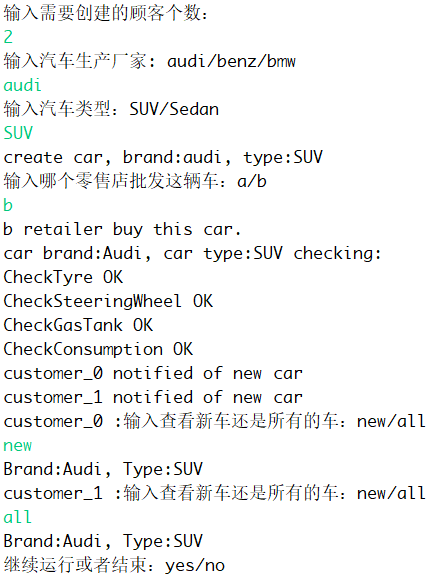 输入需要创建的顾客个数：
2
输入汽车生产厂家: audi/benz/bmw
audi
输入汽车类型：SUV/Sedan
SUV
create car, brand:audi, type:SUV
输入哪个零售店批发这辆车：a/b
b
b retailer buy this car.
car brand:Audi, car type:SUV checking:
CheckTyre OK
CheckSteeringWheel OK
CheckGasTank OK
CheckConsumption OK
customer_0 notified of new car
customer_1 notified of new car
customer_0 :输入查看新车还是所有的车：new/all
new
Brand:Audi, Type:SUV
customer_1 :输入查看新车还是所有的车：new/all
all
Brand:Audi, Type:SUV
继续运行或者结束：yes/no